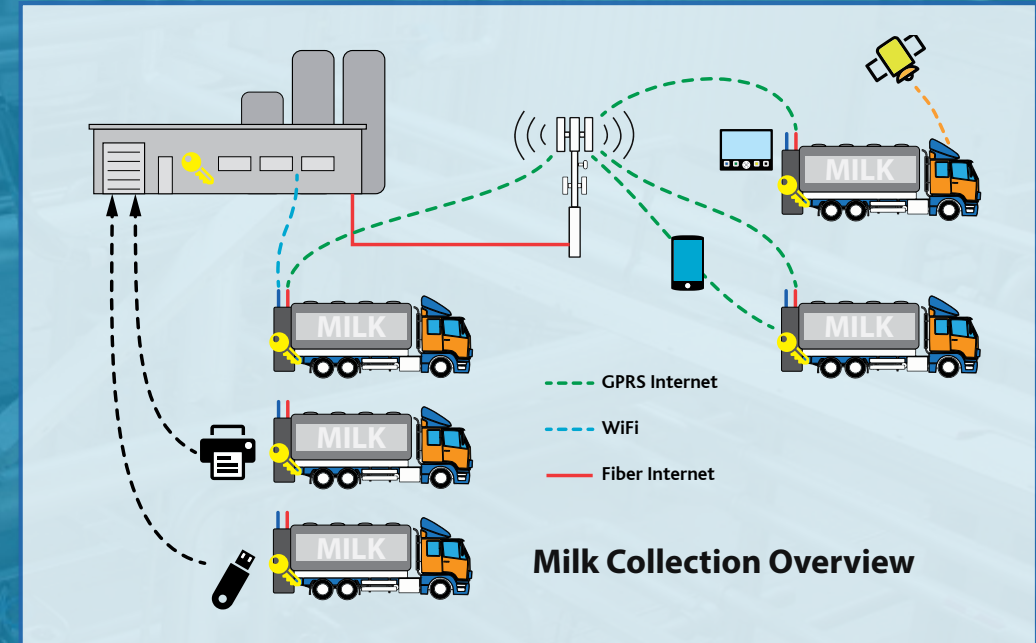 MILK
MILK
MILK
GPRS Internet
MILK
WiFi
Fiber Internet
MILK
Milk Collection Overview